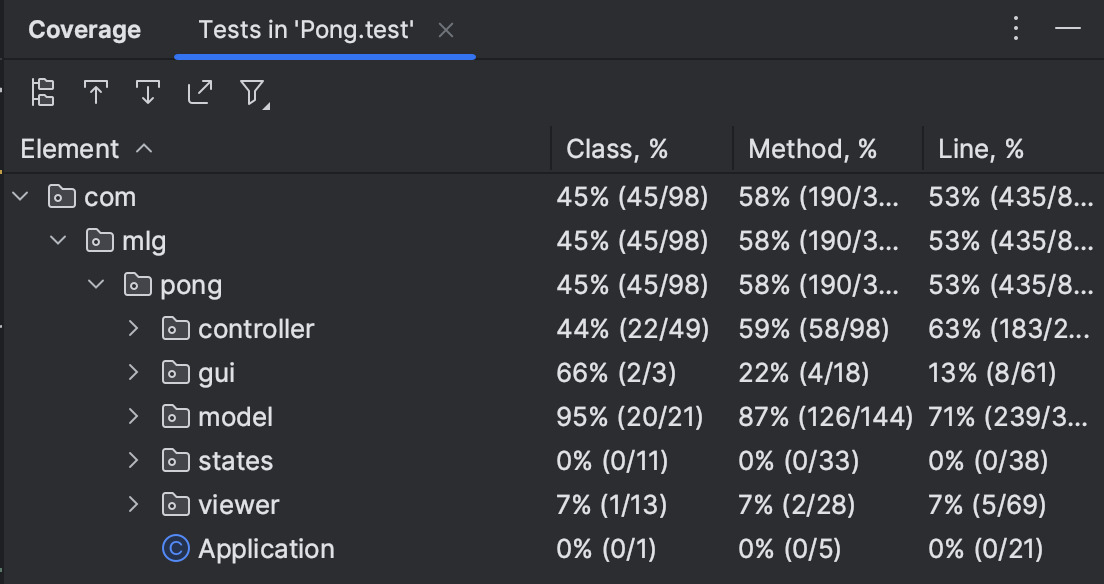 Coverage Tests in 'Pong.test'
Element Class, % Method, % Line, %
com 45% (45/98) 58% (190/3... 53% (435/8...
mlg 45% (45/98) 58% (190/3... 53% (435/8...
pong 45% (45/98) 58% (190/3... 53% (435/8...
controller 44% (22/49) 59% (58/98) 63% (183/2...
gui 66% (2/3) 22% (4/18) 13% (8/61)
model 95% (20/21) 87% (126/144) 71% (239/3...
states 0% (0/11) 0% (0/33) 0% (0/38)
viewer 7% (1/13) 7% (2/28) 7% (5/69)
C Application 0% (0/1) 0% (0/5) 0% (0/21)